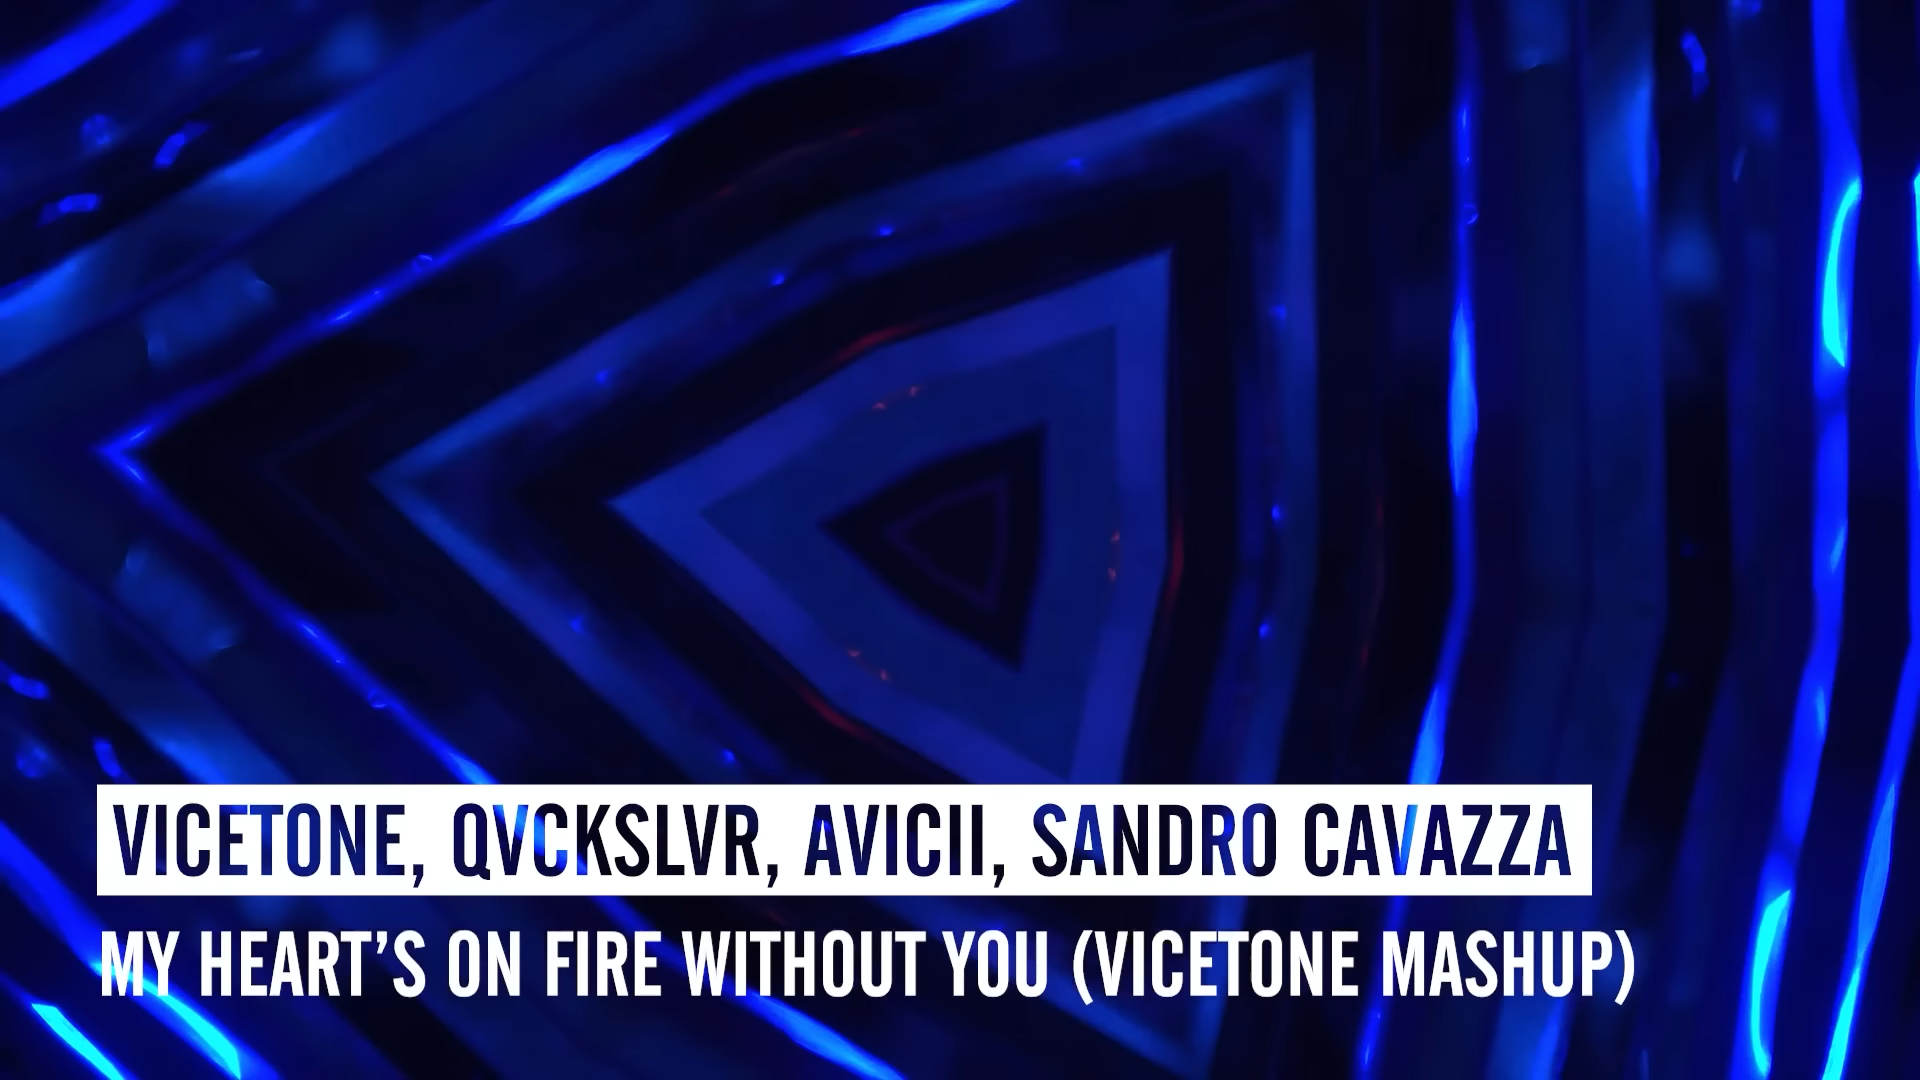 VICETONE, QVCKSLVR, AVICII, SANDRO CAVAZZA
MY HEART’S ON FIRE WITHOUT YOU (VICETONE MASHUP)